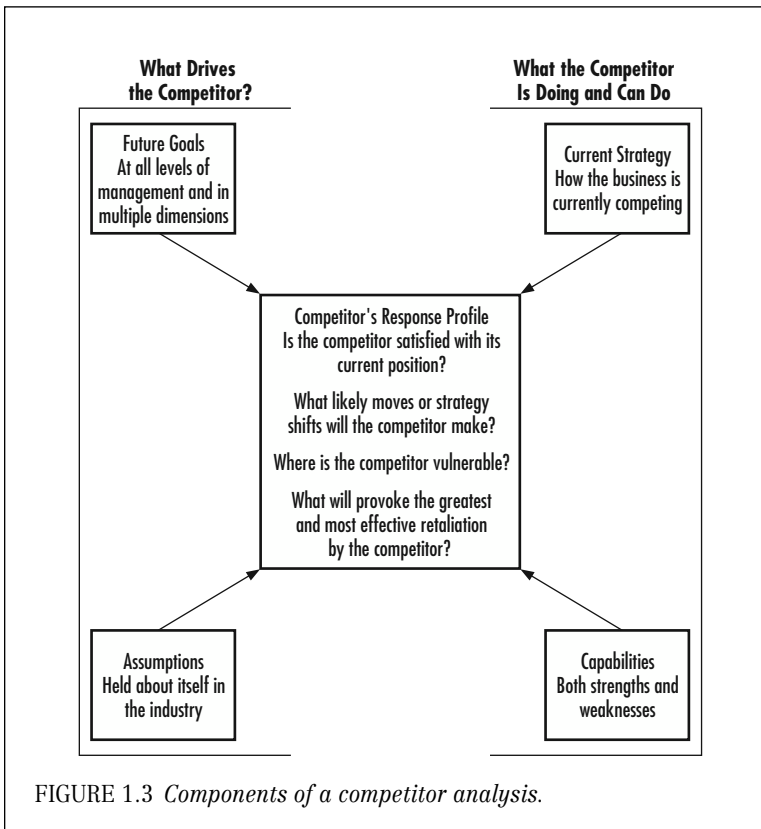 What Drives
the Competitor?
What the Competitor
Is Doing and Can Do
Future Goals
At all levels of
management and in
multiple dimensions
Current Strategy
How the business is
currently competing
Competitor's Response Profile
Is the competitor satisfied with its
current position?
What likely moves or strategy
shifts will the competitor make?
Where is the competitor vulnerable?
What will provoke the greatest
and most effective retaliation
by the competitor?
Assumptions
Held about itself in
the industry
Capabilities
Both strengths and
weaknesses
FIGURE 1.3 Components of a competitor analysis.